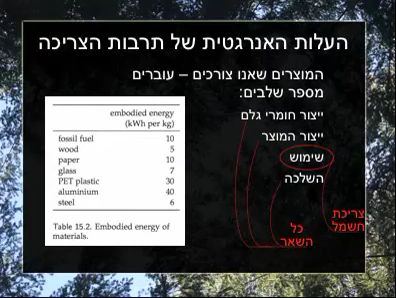 העלות האנרגטית של תרבות הצריכה
המוצרים שאנו צורכים – עוברים
מספר שלבים:
ייצור חומרי גלם
ייצור המוצר
שימוש
השלכה
צריכת
חשמל
כל
השאר
embodied energy
(kWh per kg)
fossil fuel 10
wood 5
paper 10
glass 7
PET plastic 30
aluminium 40
steel 6
Table 15.2. Embodied energy of
materials.